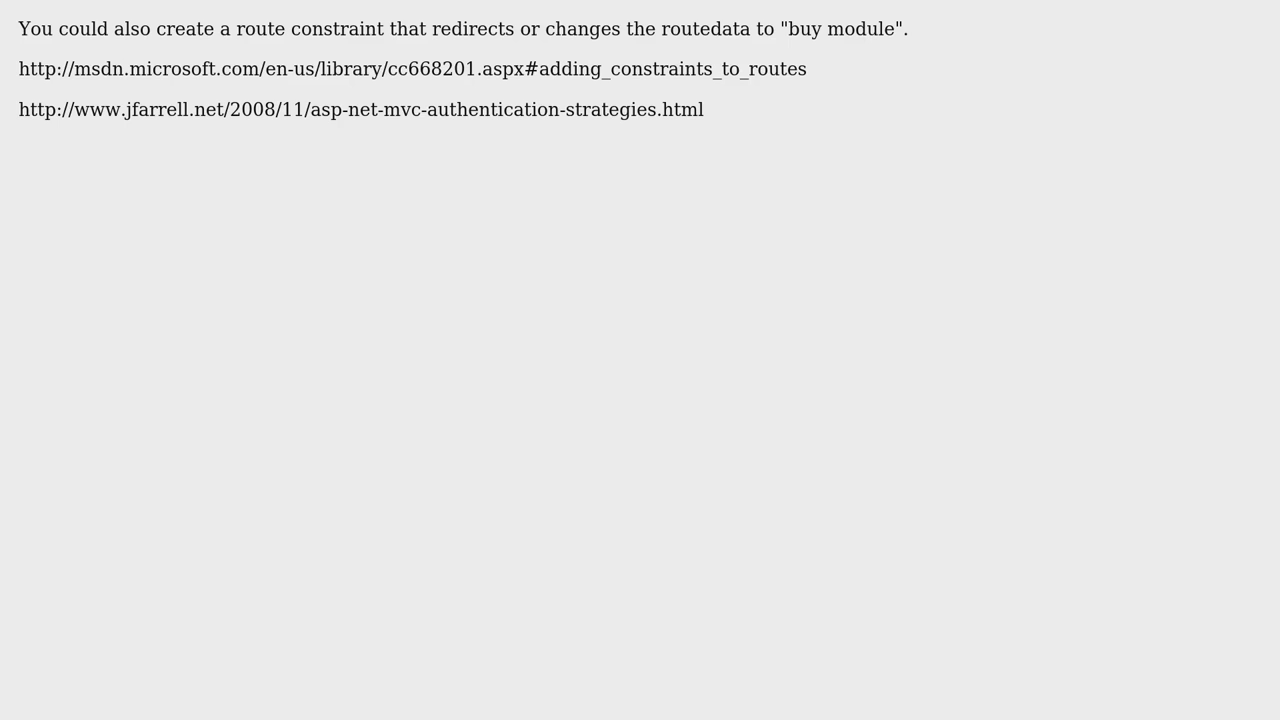 You could also create a route constraint that redirects or changes the routedata to "buy module".
http://msdn.microsoft.com/en-us/library/cc668201.aspx#adding_constraints_to_routes
http://www.jfarrell.net/2008/11/asp-net-mvc-authentication-strategies.html